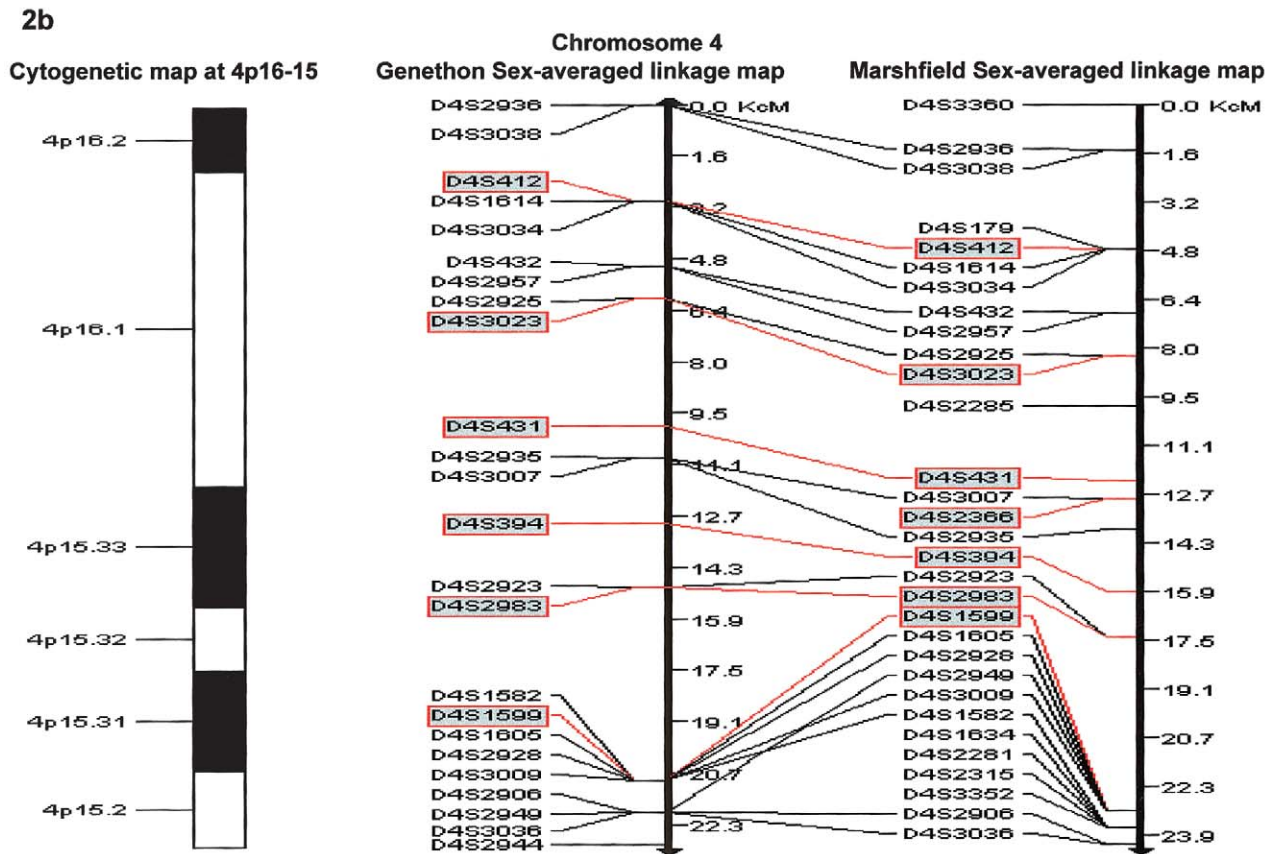 2b
Chromosome 4
Cytogenetic map at 4p16-15
Genethon Sex-averaged linkage map
Marshfield Sex-averaged linkage map
4p16.2
4p16.1
4p15.33
4p15.32
4p15.31
4p15.2
D4S2936
D4S3038
D4S412
D4S1614
D4S3034
D4S432
D4S2957
D4S2925
D4S3023
D4S431
D4S2935
D4S3007
D4S394
D4S2923
D4S2983
D4S1582
D4S1599
D4S1605
D4S2928
D4S3009
D4S2906
D4S2949
D4S3036
D4S2944
0.0 KcM
1.6
3.2
4.8
6.4
8.0
9.5
11.1
12.7
14.3
15.9
17.5
19.1
20.7
22.3
D4S3360
D4S2936
D4S3038
D4S179
D4S412
D4S1614
D4S3034
D4S432
D4S2957
D4S2925
D4S3023
D4S2285
D4S431
D4S3007
D4S2366
D4S2935
D4S394
D4S2923
D4S2983
D4S1599
D4S1605
D4S2928
D4S2949
D4S3009
D4S1582
D4S1634
D4S2281
D4S2315
D4S3352
D4S2906
D4S3036
0.0 KcM
1.6
3.2
4.8
6.4
8.0
9.5
11.1
12.7
14.3
15.9
17.5
19.1
20.7
22.3
23.9